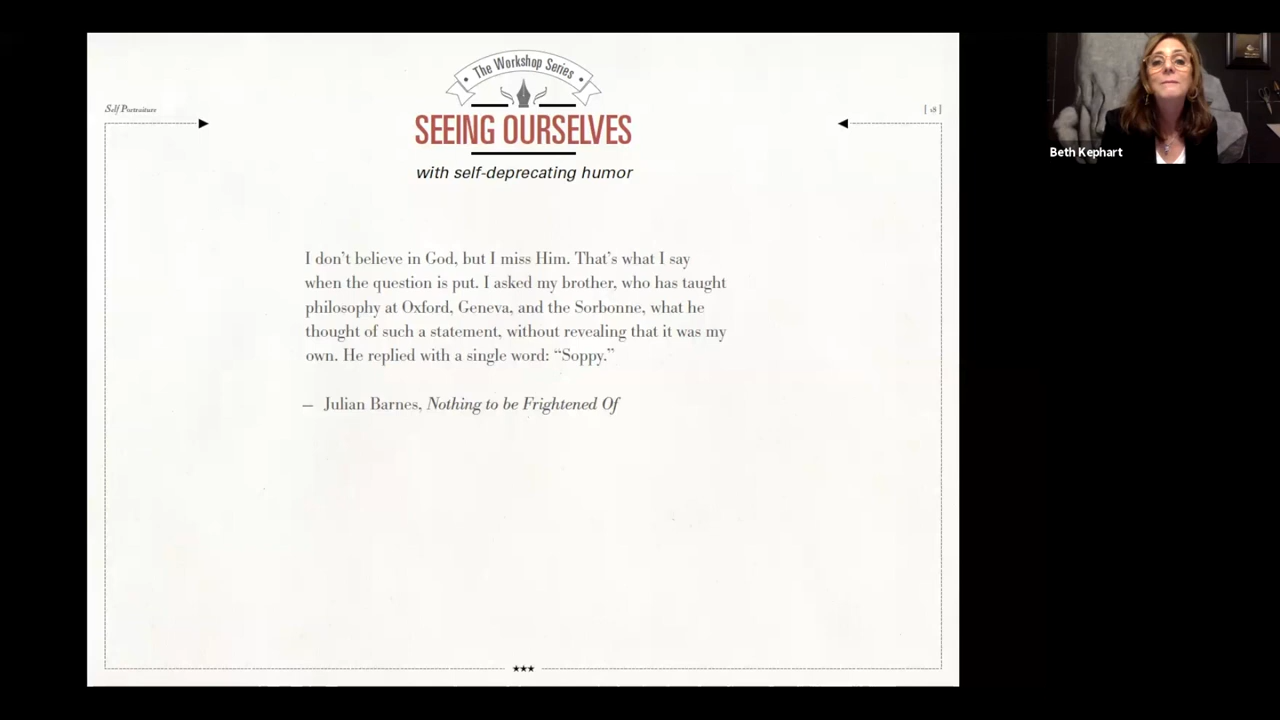 The Workshop Series
Self Portraiture
[ 18 ]
SEEING OURSELVES
with self-deprecating humor
I don’t believe in God, but I miss Him. That’s what I say
when the question is put. I asked my brother, who has taught
philosophy at Oxford, Geneva, and the Sorbonne, what he
thought of such a statement, without revealing that it was my
own. He replied with a single word: “Soppy.”
– Julian Barnes, Nothing to be Frightened Of
Beth Kephart